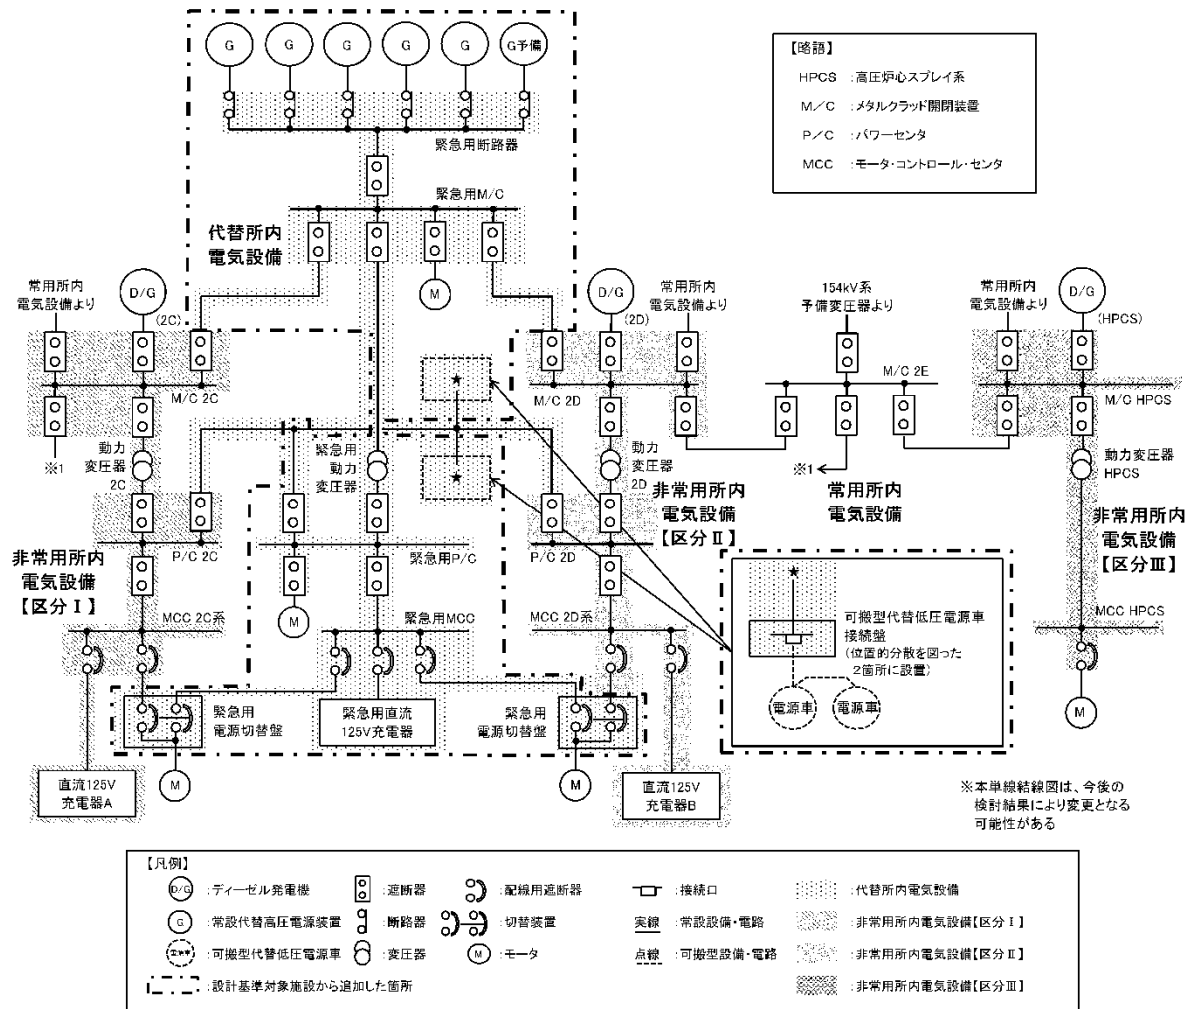 G
G
G
G
G
G予備
緊急用断路器
緊急用M/C
代替所内
電気設備
M
【略語】
HPCS :高圧炉心スプレイ系
M/C :メタルクラッド開閉装置
P/C :パワーセンタ
MCC :モータ・コントロール・センタ
常用所内
電気設備より
D/G
(2C)
M/C 2C
※1
動力
変圧器
2C
P/C 2C
非常用所内
電気設備
【区分Ⅰ】
MCC 2C系
D/G
(2D)
常用所内
電気設備より
M/C 2D
動力
変圧器
2D
非常用所内
電気設備
【区分Ⅱ】
P/C 2D
MCC 2D系
154kV系
予備変圧器より
M/C 2E
※1
常用所内
電気設備
常用所内
電気設備より
D/G
(HPCS)
M/C HPCS
動力変圧器
HPCS
非常用所内
電気設備
【区分Ⅲ】
MCC HPCS
M
★
★
緊急用
動力
変圧器
緊急用P/C
M
緊急用MCC
緊急用
電源切替盤
緊急用直流
125V充電器
緊急用
電源切替盤
直流125V
充電器A
M
M
直流125V
充電器B
★
可搬型代替低圧電源車
接続盤
(位置的分散を図った
2箇所に設置)
電源車
電源車
※本単線結線図は、今後の
検討結果により変更となる
可能性がある
【凡例】
D/G :ディーゼル発電機
:遮断器
:配線用遮断器
:接続口
:代替所内電気設備
G :常設代替高圧電源装置
:断路器
:切替装置
実線 :常設設備・電路
:非常用所内電気設備【区分Ⅰ】
電源車 :可搬型代替低圧電源車
:変圧器
M :モータ
点線 :可搬型設備・電路
:非常用所内電気設備【区分Ⅱ】
:設計基準対象施設から追加した箇所
:非常用所内電気設備【区分Ⅲ】